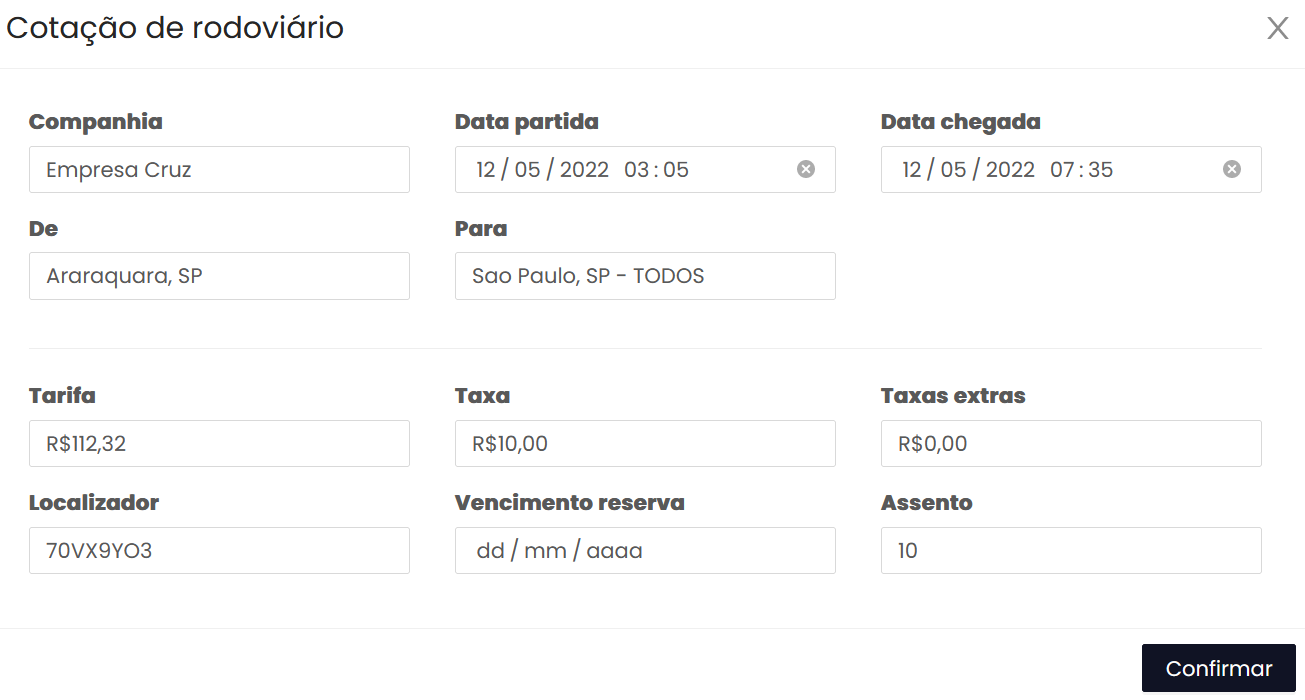 Cotação de rodoviário X
Companhia Data partida Data chegada
Empresa Cruz 12 / 05 / 2022 03 : 05 12 / 05 / 2022 07 : 35
De Para
Araraquara, SP Sao Paulo, SP - TODOS
Tarifa Taxa Taxas extras
R$112,32 R$10,00 R$0,00
Localizador Vencimento reserva Assento
70VX9YO3 dd / mm / aaaa 10
Confirmar